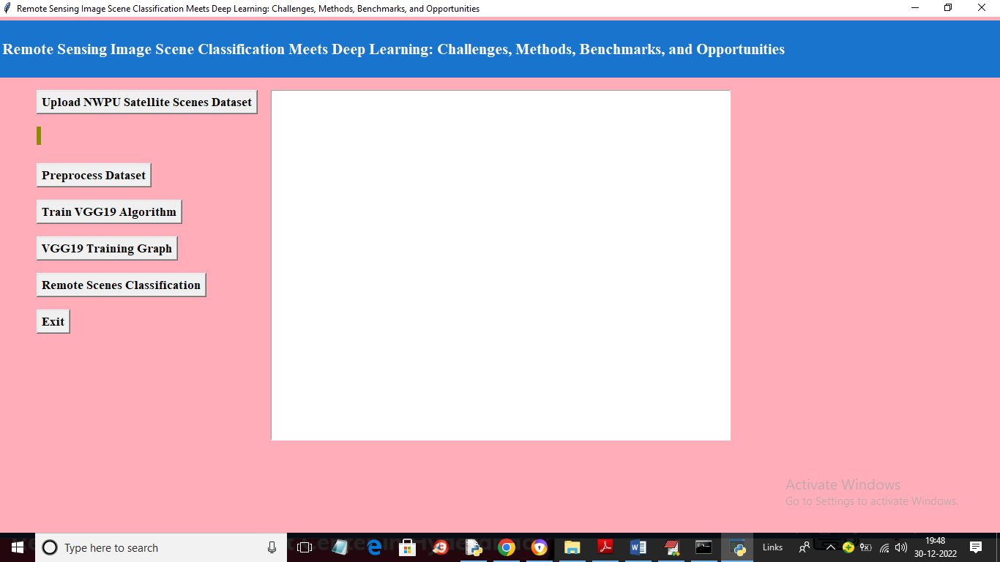 Remote Sensing Image Scene Classification Meets Deep Learning: Challenges, Methods, Benchmarks, and Opportunities
Remote Sensing Image Scene Classification Meets Deep Learning: Challenges, Methods, Benchmarks, and Opportunities
Upload NWPU Satellite Scenes Dataset
Preprocess Dataset
Train VGG19 Algorithm
VGG19 Training Graph
Remote Scenes Classification
Exit
Activate Windows
Go to Settings to activate Windows.
Type here to search
Links
19:48
30-12-2022